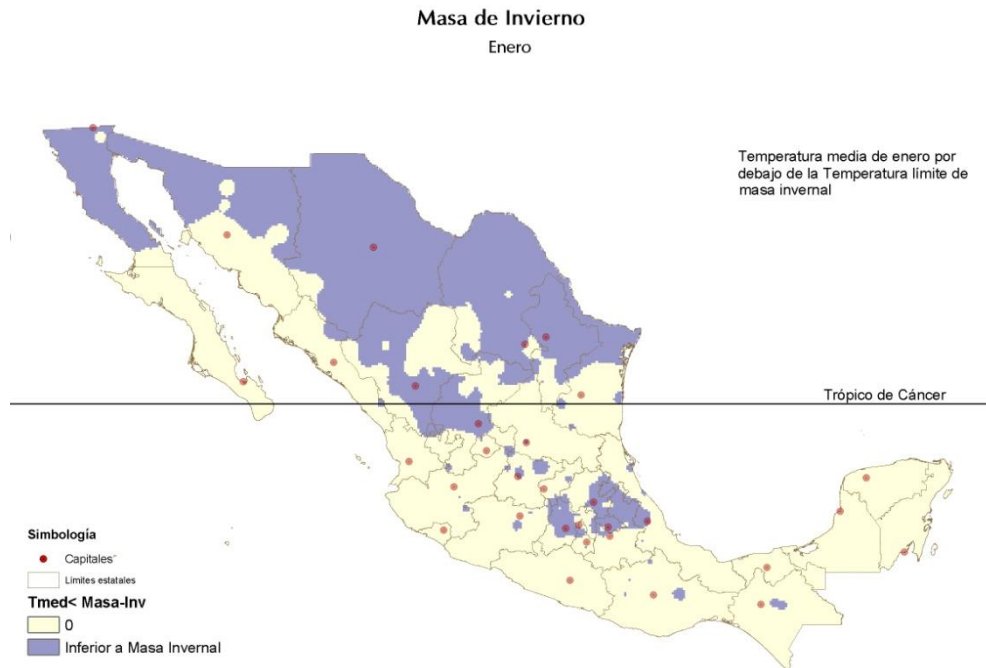 Masa de Invierno
Enero
Temperatura media de enero por
debajo de la Temperatura límite de
masa invernal
Trópico de Cáncer
Simbología
Capitales
Limites estatales
Tmed< Masa-Inv
0
Inferior a Masa Invernal